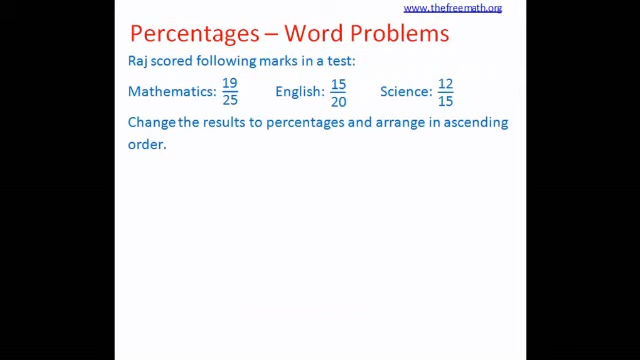 www.thefreemath.org
Percentages – Word Problems
Raj scored following marks in a test:
Mathematics: 19/25 English: 15/20 Science: 12/15
Change the results to percentages and arrange in ascending
order.